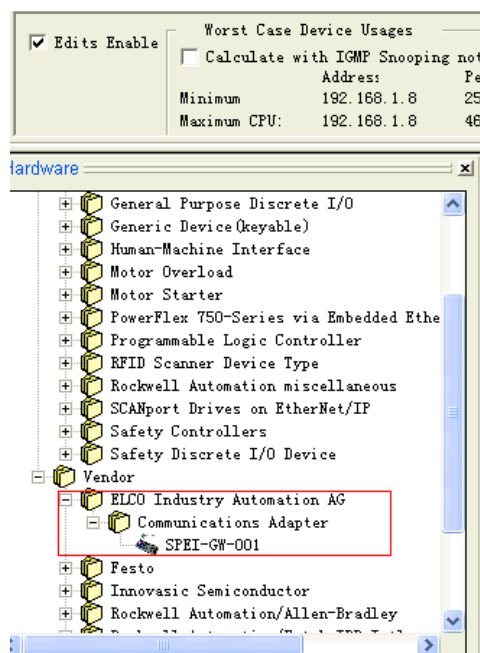 Edits Enable
Worst Case Device Usages
Calculate with IGMP Snooping not
Address: Pe
Minimum 192.168.1.8 25
Maximum CPU: 192.168.1.8 46
Hardware
General Purpose Discrete I/O
Generic Device(keyable)
Human-Machine Interface
Motor Overload
Motor Starter
PowerFlex 750-Series via Embedded Ethe
Programmable Logic Controller
RFID Scanner Device Type
Rockwell Automation miscellaneous
SCANport Drives on EtherNet/IP
Safety Controllers
Safety Discrete I/O Device
Vendor
ELCO Industry Automation AG
Communications Adapter
SPEI-GW-001
Festo
Innovasic Semiconductor
Rockwell Automation/Allen-Bradley